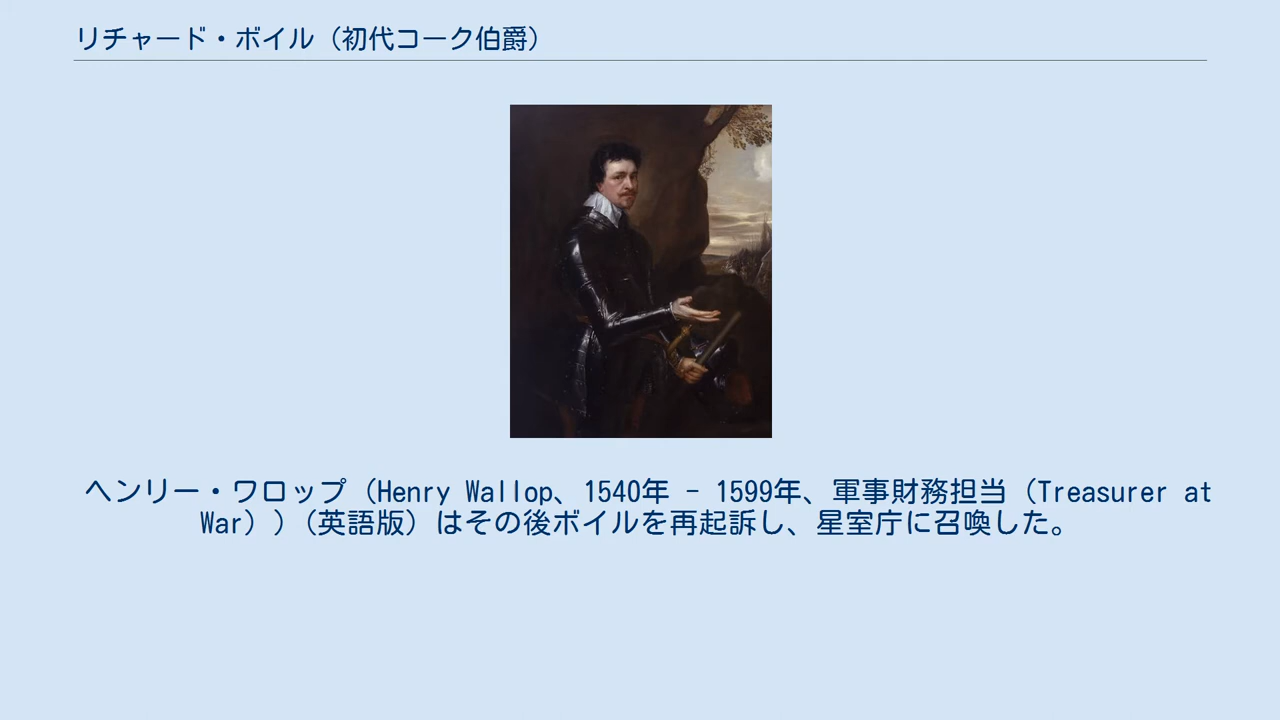 リチャード・ボイル（初代コーク伯爵）
ヘンリー・ワロップ（Henry Wallop、1540年 - 1599年、軍事財務担当（Treasurer at
War））（英語版）はその後ボイルを再起訴し、星室庁に召喚した。